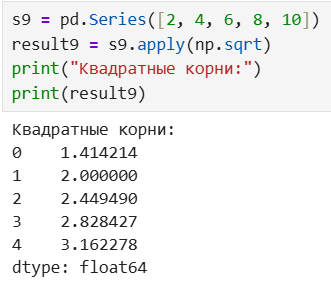 s9 = pd.Series([2, 4, 6, 8, 10])
result9 = s9.apply(np.sqrt)
print("Квадратные корни:")
print(result9)
Квадратные корни:
0    1.414214
1    2.000000
2    2.449490
3    2.828427
4    3.162278
dtype: float64